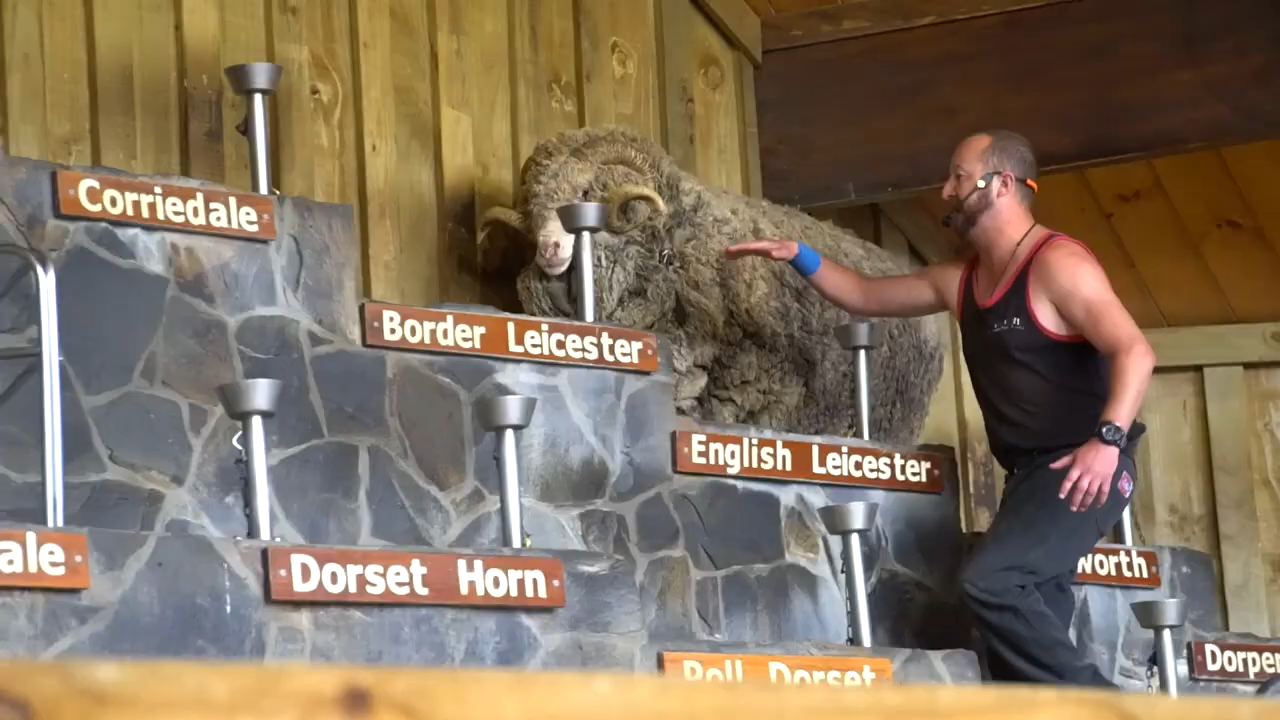 Corriedale
Border Leicester
English Leicester
ale
Dorset Horn
worth
Poll Dorset
Dorper